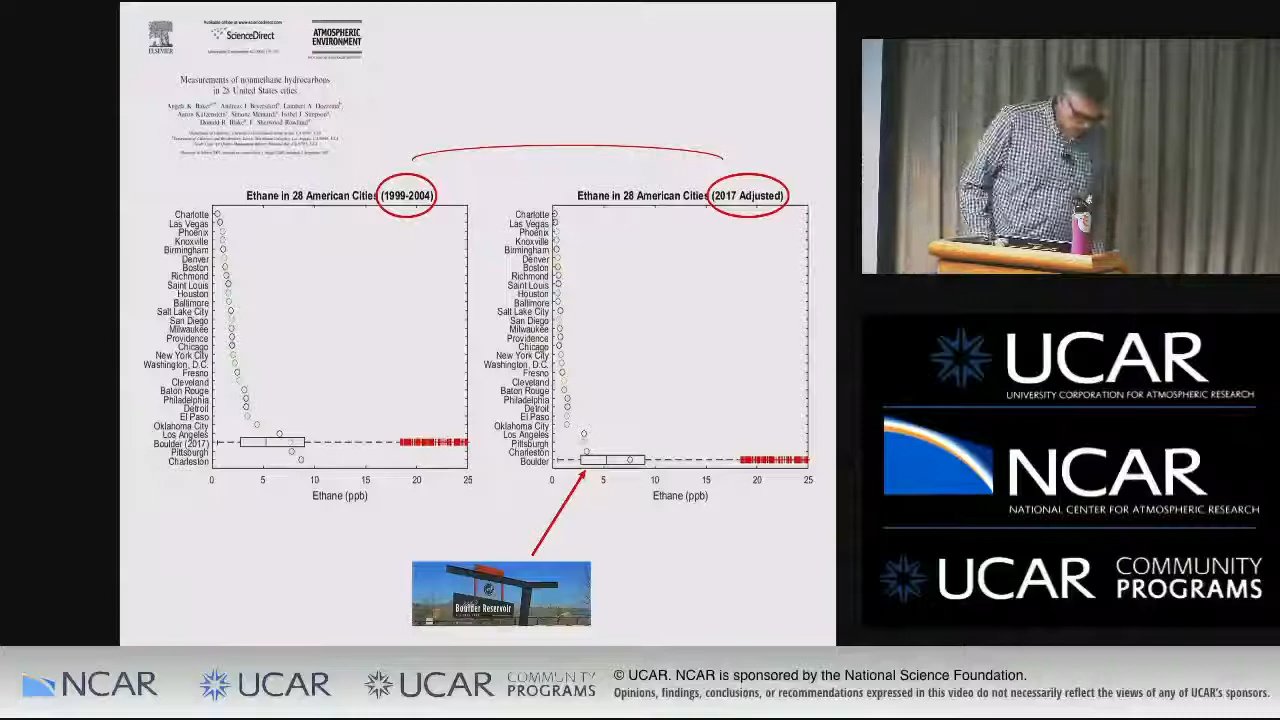 ELSEVIER
Available online at www.sciencedirect.com
ScienceDirect
ATMOSPHERIC
ENVIRONMENT
Measurements of nonmethane hydrocarbons
in 28 United States cities
Ethane in 28 American Cities (1999-2004)
Charlotte
Las Vegas
Phoenix
Knoxville
Birmingham
Denver
Boston
Richmond
Saint Louis
Houston
Baltimore
Salt Lake City
San Diego
Milwaukee
Providence
Chicago
New York City
Washington, D.C.
Fresno
Cleveland
Baton Rouge
Philadelphia
Detroit
El Paso
Oklahoma City
Los Angeles
Boulder (2017)
Pittsburgh
Charleston
0 5 10 15 20 25
Ethane (ppb)
Ethane in 28 American Cities (2017 Adjusted)
Charlotte
Las Vegas
Phoenix
Knoxville
Birmingham
Denver
Boston
Richmond
Saint Louis
Houston
Baltimore
Salt Lake City
San Diego
Milwaukee
Providence
Chicago
New York City
Washington, D.C.
Fresno
Cleveland
Baton Rouge
Philadelphia
Detroit
El Paso
Oklahoma City
Los Angeles
Pittsburgh
Charleston
Boulder
0 5 10 15 20 25
Ethane (ppb)
Boulder Reservoir
UCAR
UNIVERSITY CORPORATION FOR ATMOSPHERIC RESEARCH
NCAR
NATIONAL CENTER FOR ATMOSPHERIC RESEARCH
UCAR COMMUNITY
PROGRAMS
NCAR UCAR UCAR COMMUNITY
PROGRAMS
© UCAR. NCAR is sponsored by the National Science Foundation.
Opinions, findings, conclusions, or recommendations expressed in this video do not necessarily reflect the views of any of UCAR's sponsors.